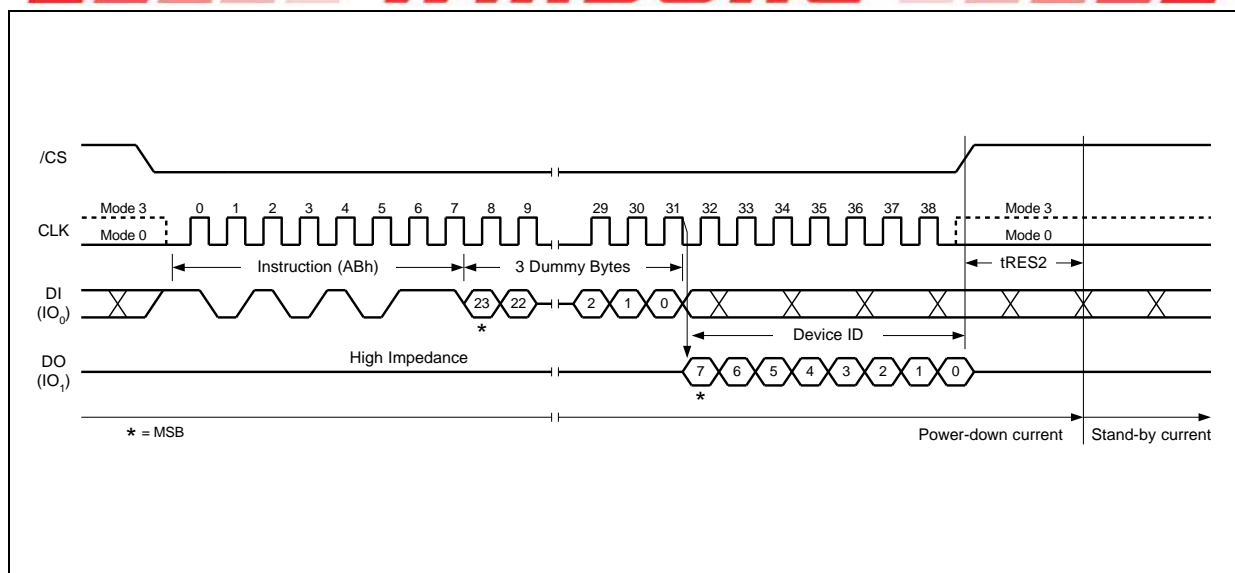 /CS
Mode 3
0 1 2 3 4 5 6 7 8 9 29 30 31 32 33 34 35 36 37 38
Mode 3
CLK
Mode 0
Mode 0
Instruction (ABh)
3 Dummy Bytes
tRES2
DI
(IO0)
23 22 2 1 0
*
Device ID
DO
(IO1)
High Impedance
7 6 5 4 3 2 1 0
*
* = MSB
Power-down current
Stand-by current